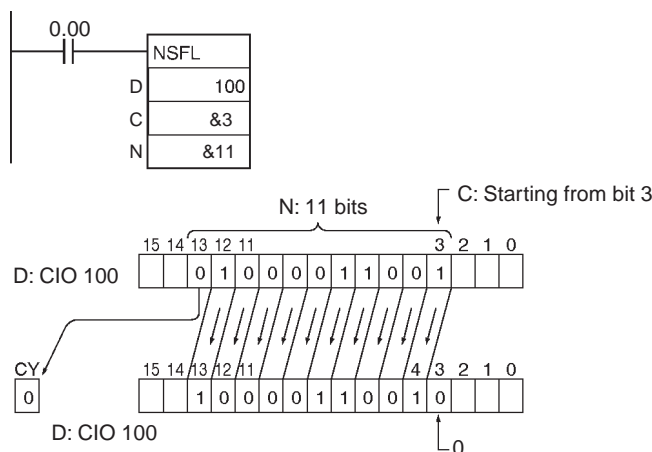 0.00
NSFL
D 100
C &3
N &11
C: Starting from bit 3
N: 11 bits
15 14 13 12 11 3 2 1 0
D: CIO 100 0 1 0 0 0 0 1 1 0 0 1
CY 15 14 13 12 11 4 3 2 1 0
0 1 0 0 0 0 1 1 0 0 1 0
D: CIO 100
0